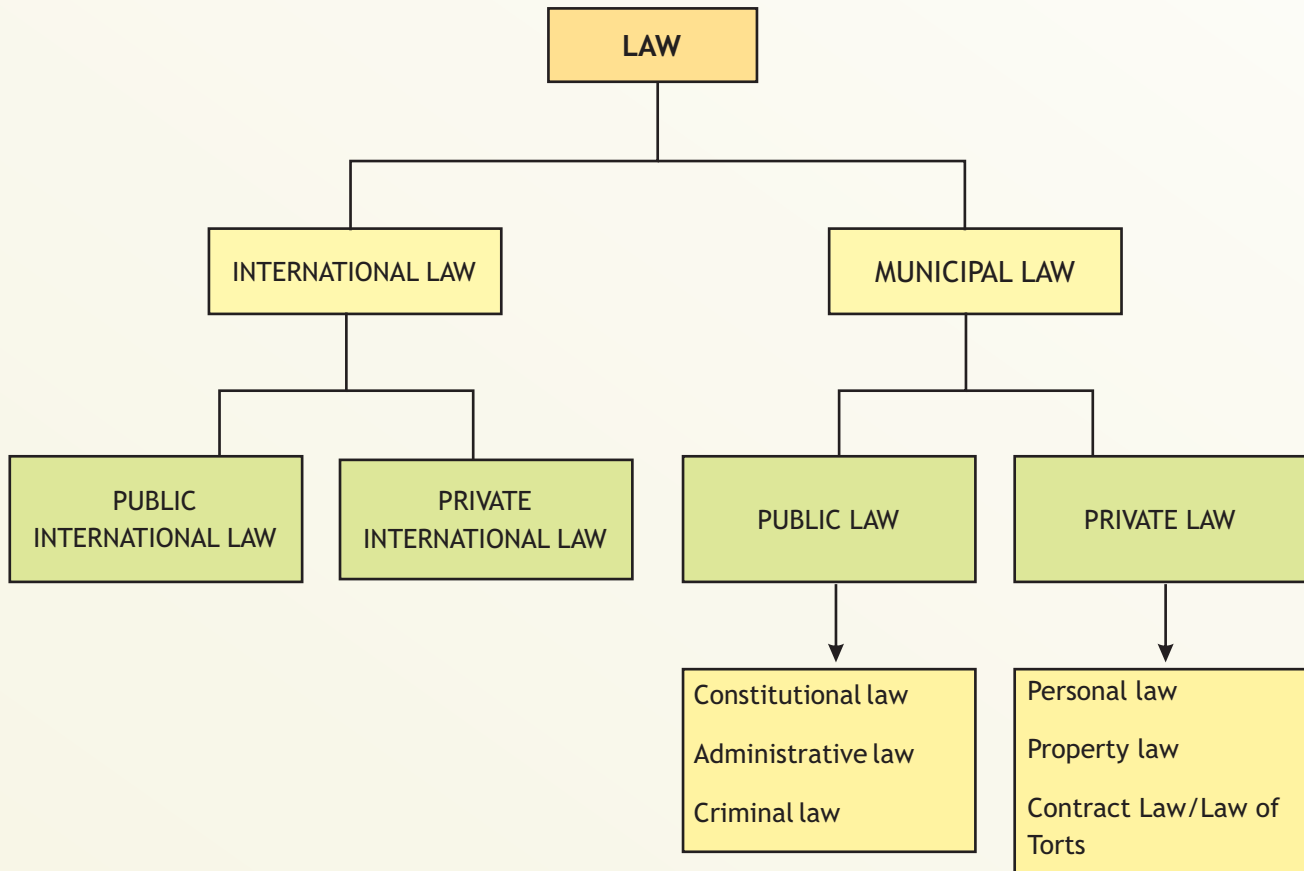 LAW
INTERNATIONAL LAW
MUNICIPAL LAW
PUBLIC
INTERNATIONAL LAW
PRIVATE
INTERNATIONAL LAW
PUBLIC LAW
PRIVATE LAW
Constitutional law
Administrative law
Criminal law
Personal law
Property law
Contract Law/Law of
Torts